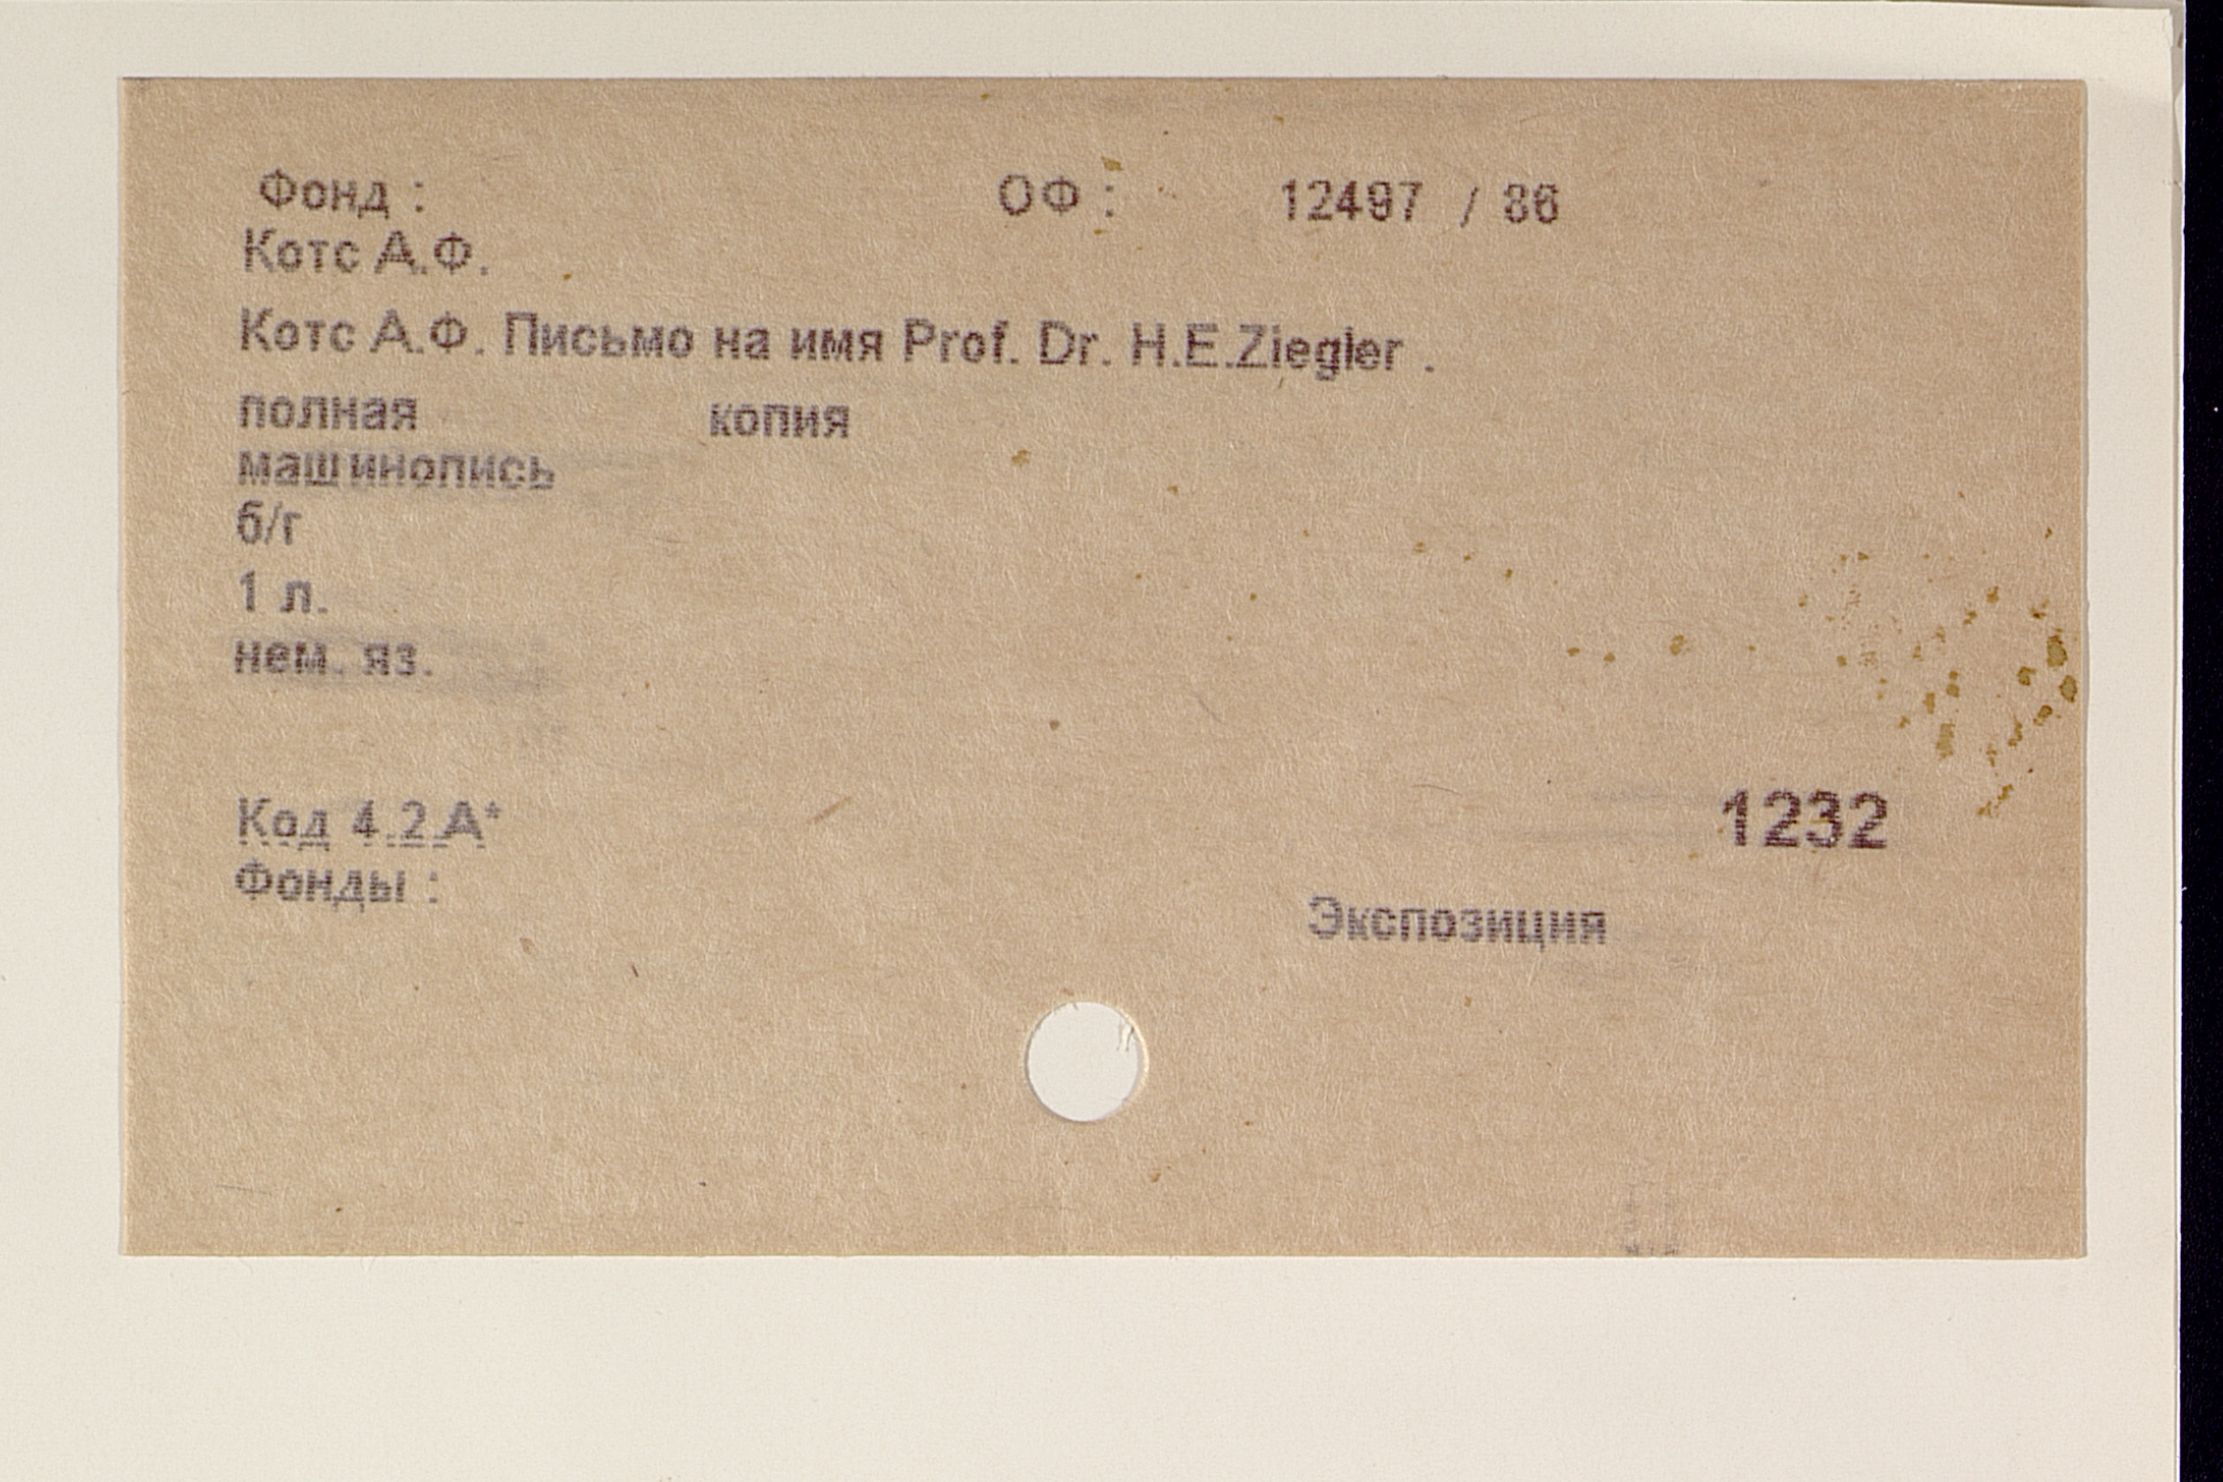 Фонд : ОФ : 12497 / 86
Котс А.Ф.
Котс А.Ф. Письмо на имя Prof. Dr. H.E.Ziegler .
полная копия
машинопись
б/г
1 л.
нем. яз.
Код 4.2.А*
1232
Фонды :
Экспозиция